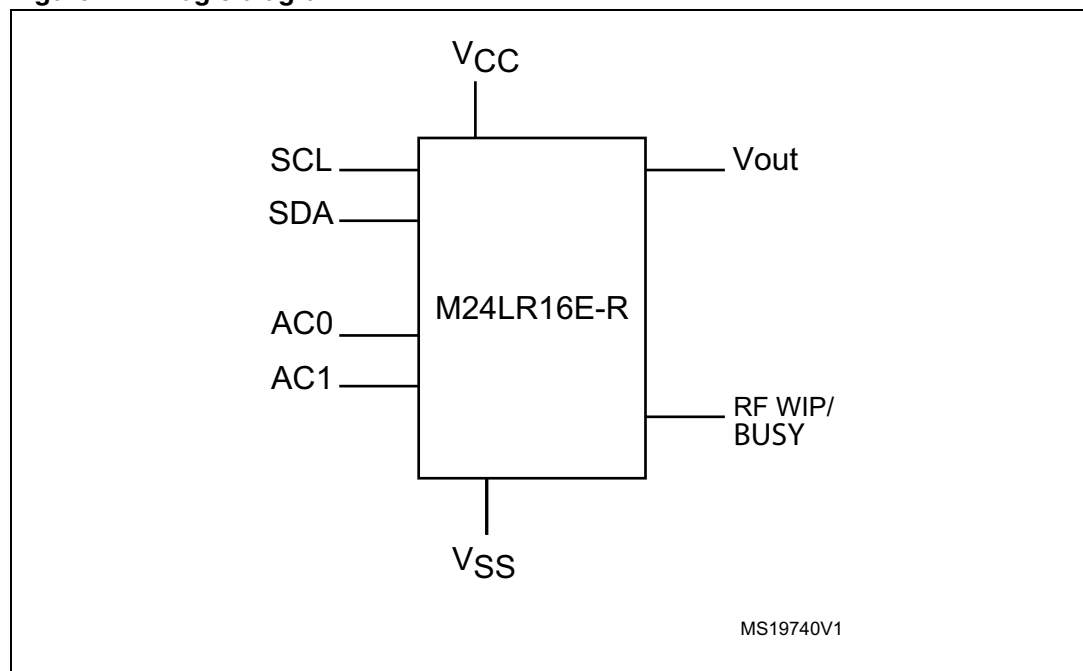 VCC
SCL
Vout
SDA
M24LR16E-R
AC0
AC1
RF WIP/
BUSY
VSS
MS19740V1